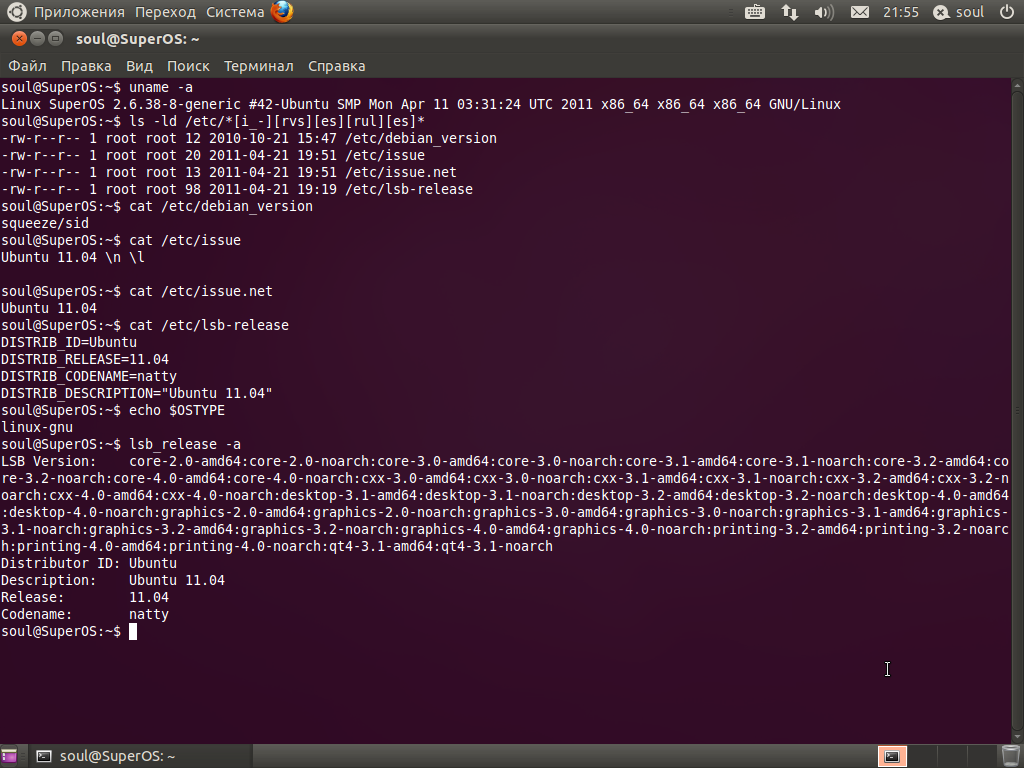 Приложения Переход Система 21:55 soul
soul@SuperOS: ~
Файл Правка Вид Поиск Терминал Справка
soul@SuperOS:~$ uname -a
Linux SuperOS 2.6.38-8-generic #42-Ubuntu SMP Mon Apr 11 03:31:24 UTC 2011 x86_64 x86_64 x86_64 GNU/Linux
soul@SuperOS:~$ ls -ld /etc/*[i_-][rvs][es][rul][es]*
-rw-r--r-- 1 root root 12 2010-10-21 15:47 /etc/debian_version
-rw-r--r-- 1 root root 20 2011-04-21 19:51 /etc/issue
-rw-r--r-- 1 root root 13 2011-04-21 19:51 /etc/issue.net
-rw-r--r-- 1 root root 98 2011-04-21 19:19 /etc/lsb-release
soul@SuperOS:~$ cat /etc/debian_version
squeeze/sid
soul@SuperOS:~$ cat /etc/issue
Ubuntu 11.04 \n \l
soul@SuperOS:~$ cat /etc/issue.net
Ubuntu 11.04
soul@SuperOS:~$ cat /etc/lsb-release
DISTRIB_ID=Ubuntu
DISTRIB_RELEASE=11.04
DISTRIB_CODENAME=natty
DISTRIB_DESCRIPTION="Ubuntu 11.04"
soul@SuperOS:~$ echo $OSTYPE
linux-gnu
soul@SuperOS:~$ lsb_release -a
LSB Version:    core-2.0-amd64:core-2.0-noarch:core-3.0-amd64:core-3.0-noarch:core-3.1-amd64:core-3.1-noarch:core-3.2-amd64:co
re-3.2-noarch:core-4.0-amd64:core-4.0-noarch:cxx-3.0-amd64:cxx-3.0-noarch:cxx-3.1-amd64:cxx-3.1-noarch:cxx-3.2-amd64:cxx-3.2-n
oarch:cxx-4.0-amd64:cxx-4.0-noarch:desktop-3.1-amd64:desktop-3.1-noarch:desktop-3.2-amd64:desktop-3.2-noarch:desktop-4.0-amd64
:desktop-4.0-noarch:graphics-2.0-amd64:graphics-2.0-noarch:graphics-3.0-amd64:graphics-3.0-noarch:graphics-3.1-amd64:graphics-
3.1-noarch:graphics-3.2-amd64:graphics-3.2-noarch:graphics-4.0-amd64:graphics-4.0-noarch:printing-3.2-amd64:printing-3.2-noarc
h:printing-4.0-amd64:printing-4.0-noarch:qt4-3.1-amd64:qt4-3.1-noarch
Distributor ID: Ubuntu
Description:    Ubuntu 11.04
Release:        11.04
Codename:       natty
soul@SuperOS:~$
soul@SuperOS: ~